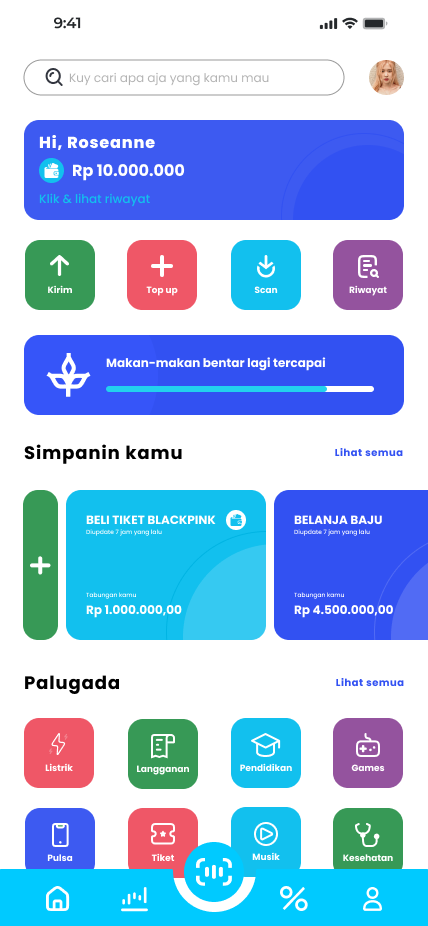 9:41
Kuy cari apa aja yang kamu mau
Hi, Roseanne
Rp 10.000.000
Klik & lihat riwayat
Kirim
Top up
Scan
Riwayat
Makan-makan bentar lagi tercapai
Simpanin kamu
Lihat semua
BELI TIKET BLACKPINK
Diupdate 7 jam yang lalu
Tabungan kamu
Rp 1.000.000,00
BELANJA BAJU
Diupdate 7 jam yang lalu
Tabungan kamu
Rp 4.500.000,00
Palugada
Lihat semua
Listrik
Langganan
Pendidikan
Games
Pulsa
Tiket
Musik
Kesehatan